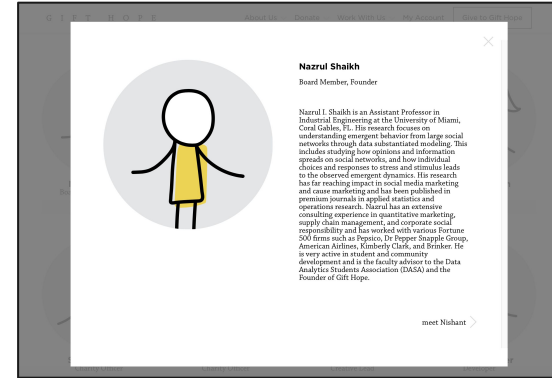 GIFT HOPE
About Us Donate Work With Us My Account Give to Gift Hope
Nazrul Shaikh
Board Member, Founder
Nazrul I. Shaikh is an Assistant Professor in
Industrial Engineering at the University of Miami,
Coral Gables, FL. His research focuses on
understanding emergent behavior from large social
networks through data substantiated modeling. This
includes studying how opinions and information
spreads on social networks, and how individual
choices and responses to stress and stimulus leads
to the observed emergent dynamics. His research
has far reaching impact in social media marketing
and cause marketing and has been published in
premium journals in applied statistics and
operations research. Nazrul has an extensive
consulting experience in quantitative marketing,
supply chain management, and corporate social
responsibility and has worked with various Fortune
500 firms such as Pepsico, Dr Pepper Snapple Group,
American Airlines, Kimberly Clark, and Brinker. He
is very active in student and community
development and is the faculty advisor to the Data
Analytics Students Association (DASA) and the
Founder of Gift Hope.
meet Nishant